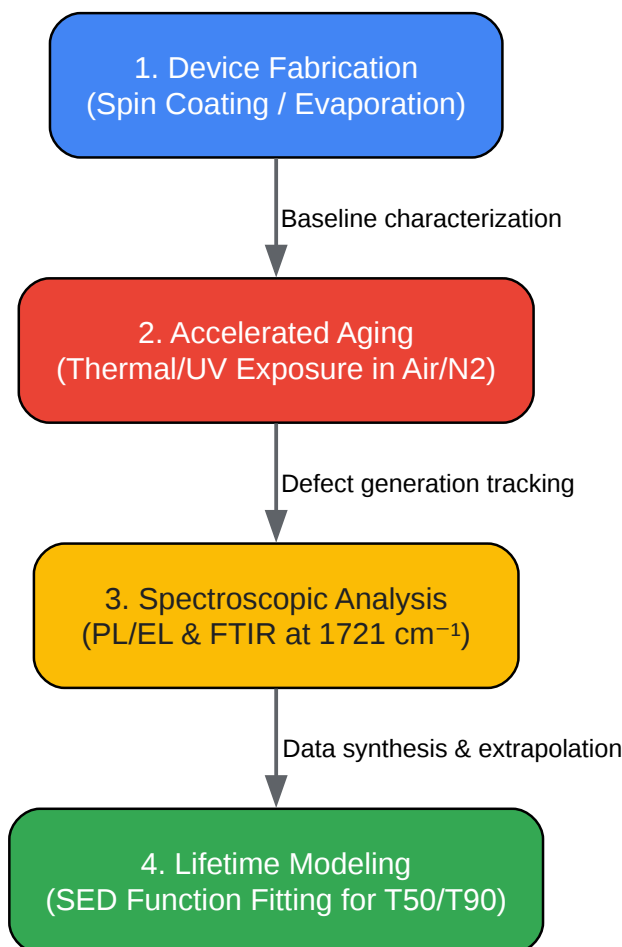 1. Device Fabrication
(Spin Coating / Evaporation)
Baseline characterization
2. Accelerated Aging
(Thermal/UV Exposure in Air/N2)
Defect generation tracking
3. Spectroscopic Analysis
(PL/EL & FTIR at 1721 cm⁻¹)
Data synthesis & extrapolation
4. Lifetime Modeling
(SED Function Fitting for T50/T90)